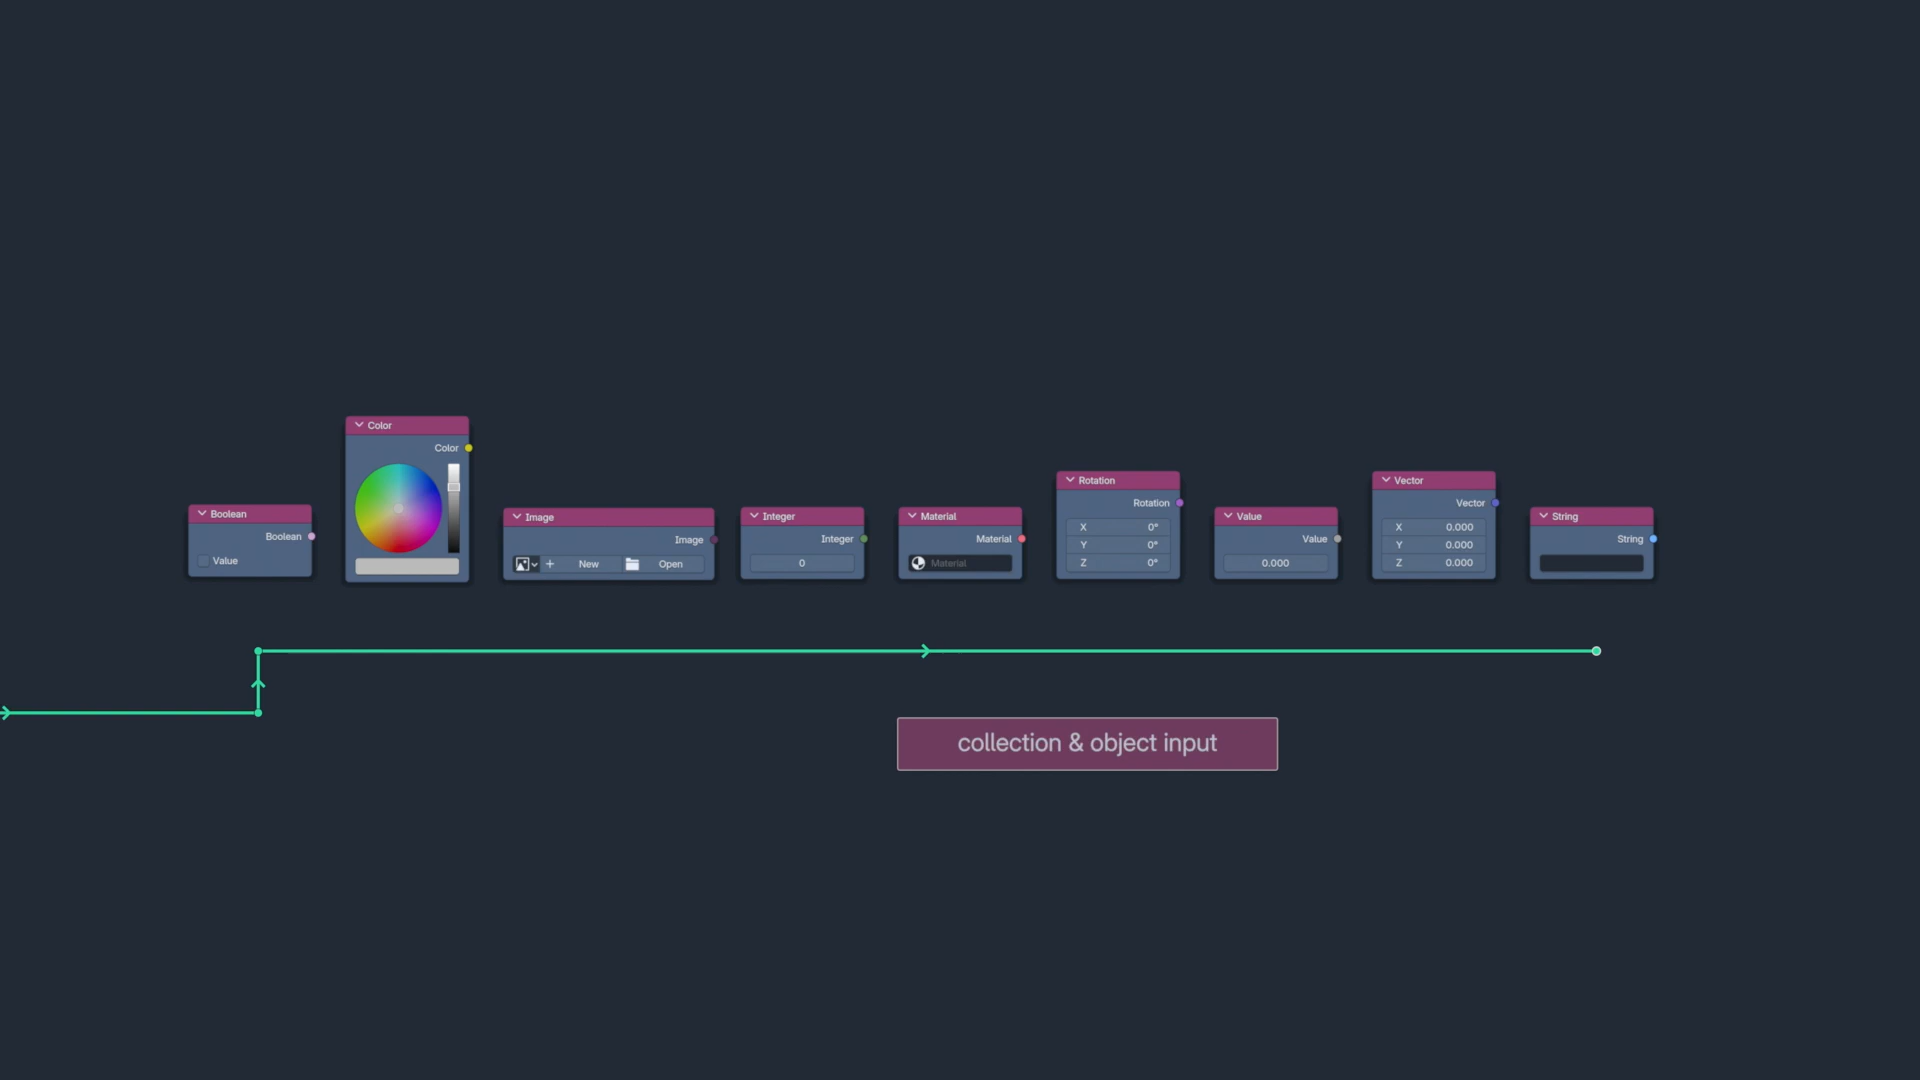 Boolean
Boolean
Value
Color
Color
Image
Image
New
Open
Integer
Integer
0
Material
Material
Material
Rotation
Rotation
X 0°
Y 0°
Z 0°
Value
Value
0.000
Vector
Vector
X 0.000
Y 0.000
Z 0.000
String
String
collection & object input